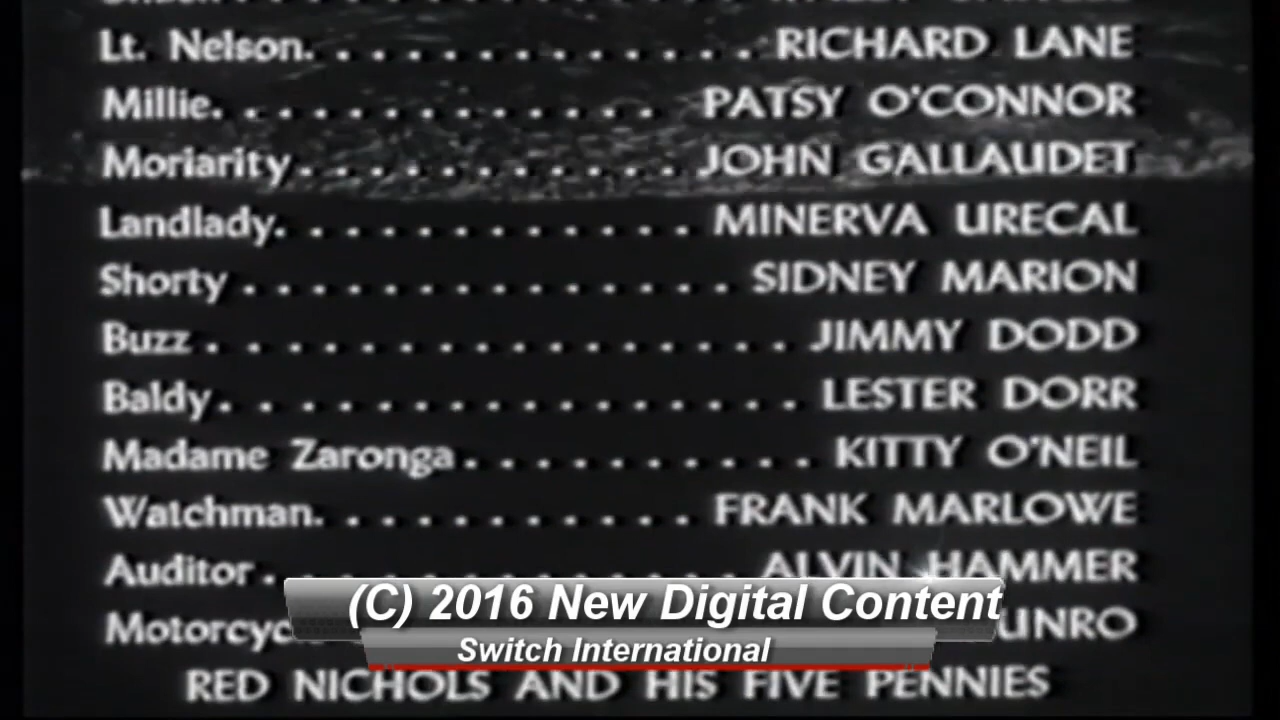 Lt. Nelson. . . . . . . . . . . . . . . . RICHARD LANE
Millie. . . . . . . . . . . . . . . . PATSY O'CONNOR
Moriarity. . . . . . . . . . . . . . JOHN GALLAUDET
Landlady. . . . . . . . . . . . . . . MINERVA URECAL
Shorty . . . . . . . . . . . . . . . . . SIDNEY MARION
Buzz . . . . . . . . . . . . . . . . . . . . . JIMMY DODD
Baldy. . . . . . . . . . . . . . . . . . . . LESTER DORR
Madame Zaronga. . . . . . . . . . . . KITTY O'NEIL
Watchman. . . . . . . . . . . . . FRANK MARLOWE
Auditor . . . . . . . . . . . . . . . . . ALVIN HAMMER
(C) 2016 New Digital Content
Switch International
RED NICHOLS AND HIS FIVE PENNIES